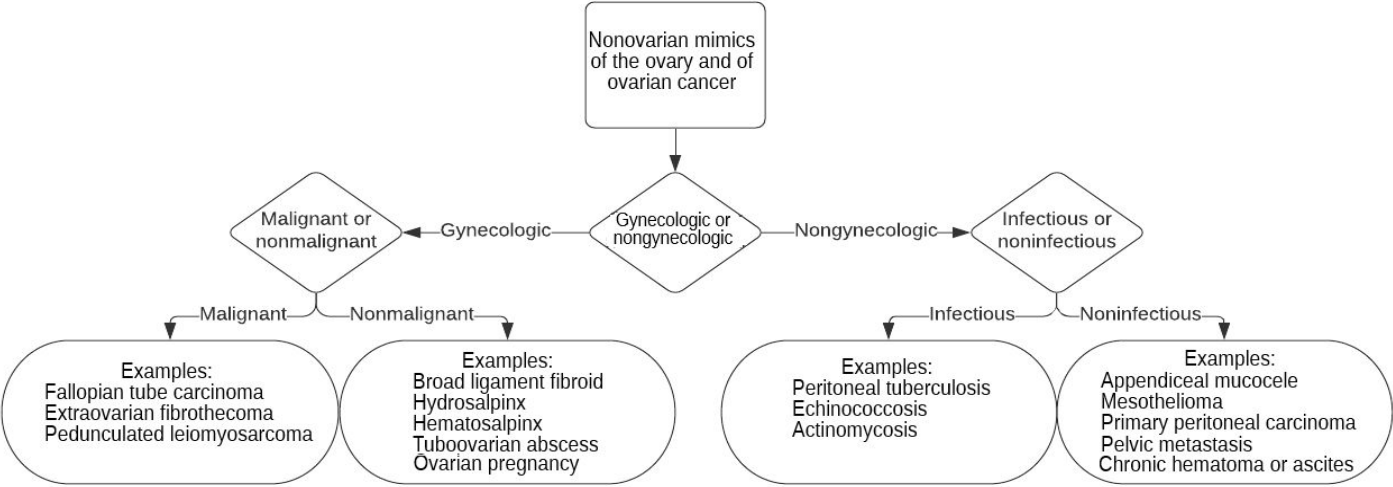 Nonovarian mimics
of the ovary and of
ovarian cancer
Malignant or
nonmalignant
Gynecologic
Gynecologic or
nongynecologic
Nongynecologic
Infectious or
noninfectious
Malignant
Nonmalignant
Infectious
Noninfectious
Examples:
Fallopian tube carcinoma
Extraovarian fibrothecoma
Pedunculated leiomyosarcoma
Examples:
Broad ligament fibroid
Hydrosalpinx
Hematosalpinx
Tuboovarian abscess
Ovarian pregnancy
Examples:
Peritoneal tuberculosis
Echinococcosis
Actinomycosis
Examples:
Appendiceal mucocele
Mesothelioma
Primary peritoneal carcinoma
Pelvic metastasis
Chronic hematoma or ascites